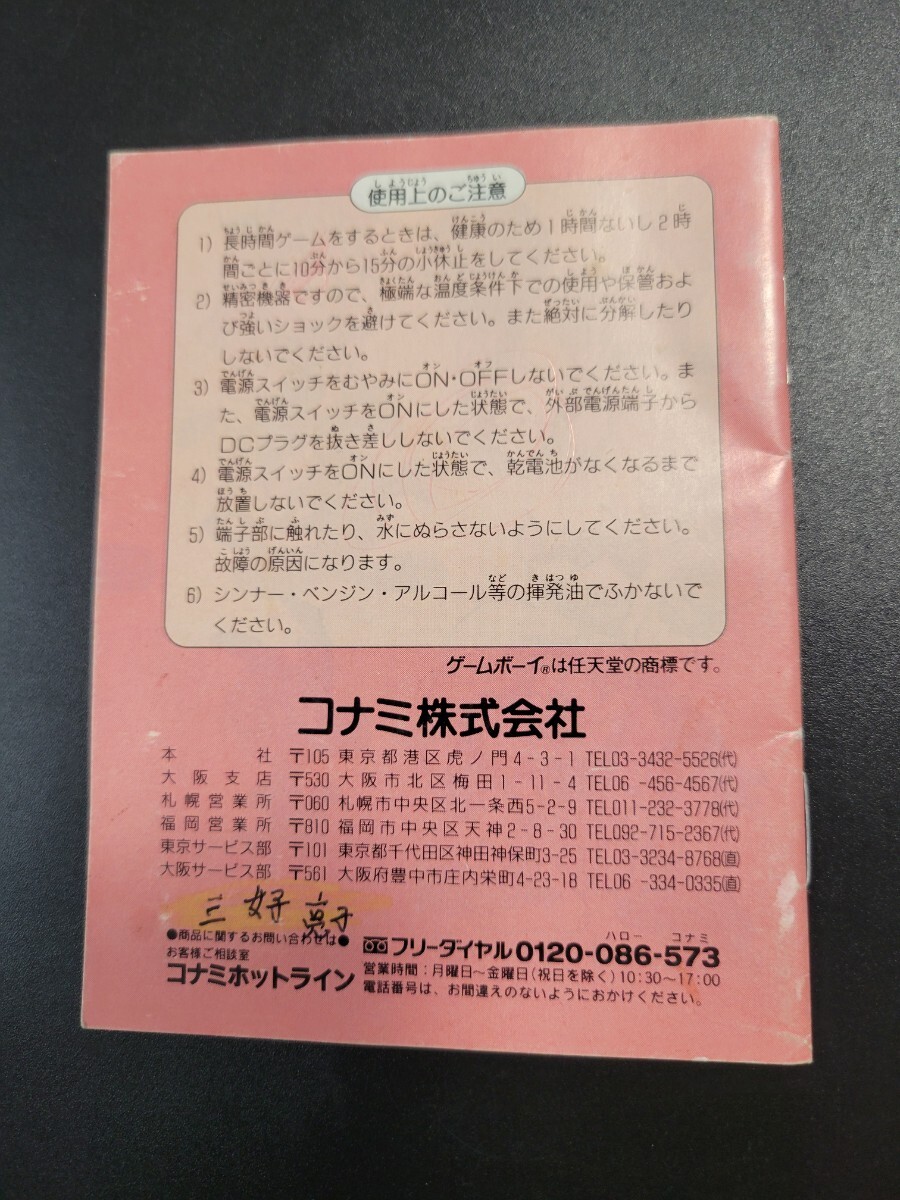 使用上のご注意
1) 長時間ゲームをするときは、健康のため1時間ないし2時
間ごとに10分から15分の小休止をしてください。
2) 精密機器ですので、極端な温度条件下での使用や保管およ
び強いショックを避けてください。また絶対に分解したり
しないでください。
3) 電源スイッチをむやみにON・OFFしないでください。ま
た、電源スイッチをONにした状態で、外部電源端子から
DCプラグを抜き差ししないでください。
4) 電源スイッチをONにした状態で、乾電池がなくなるまで
放置しないでください。
5) 端子部に触れたり、水にぬらさないようにしてください。
故障の原因になります。
6) シンナー・ベンジン・アルコール等の揮発油でふかないで
ください。
ゲームボーイ®は任天堂の商標です。
コナミ株式会社
本社 〒105 東京都港区虎ノ門4-3-1 TEL03-3432-5526(代)
大阪支店 〒530 大阪市北区梅田1-11-4 TEL06-456-4567(代)
札幌営業所 〒060 札幌市中央区北一条西5-2-9 TEL011-232-3778(代)
福岡営業所 〒810 福岡市中央区天神2-8-30 TEL092-715-2367(代)
東京サービス部 〒101 東京都千代田区神田神保町3-25 TEL03-3234-8768(直)
大阪サービス部 〒561 大阪府豊中市庄内栄町4-23-18 TEL06-334-0335(直)
三好 亮子
●商品に関するお問い合わせは●
お客様ご相談室
コナミホットライン
ハロー コナミ
フリーダイヤル0120-086-573
営業時間：月曜日〜金曜日(祝日を除く)10:30〜17:00
電話番号は、お間違えのないようにおかけください。